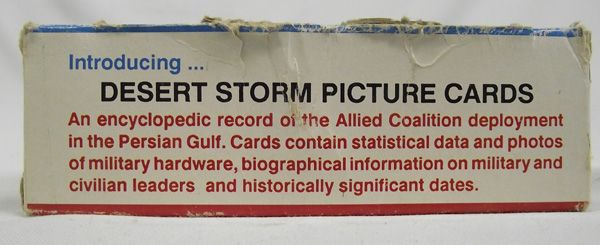 Introducing ...
DESERT STORM PICTURE CARDS
An encyclopedic record of the Allied Coalition deployment
in the Persian Gulf. Cards contain statistical data and photos
of military hardware, biographical information on military and
civilian leaders and historically significant dates.